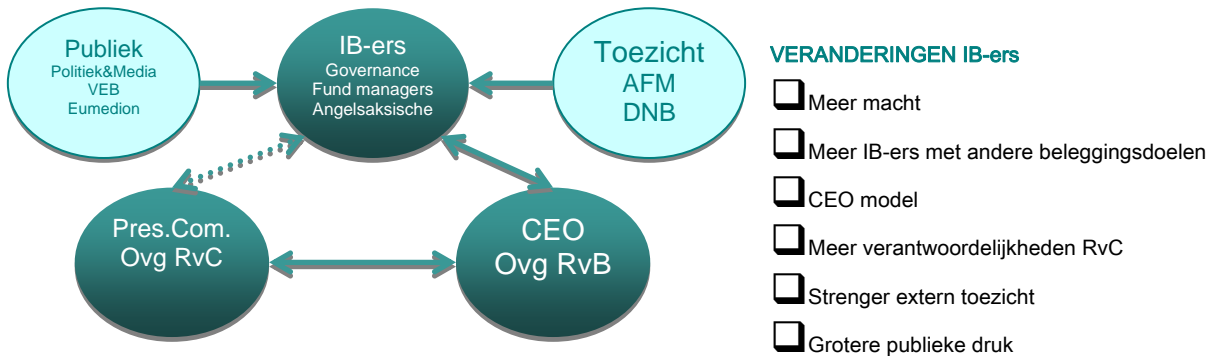 Publiek
Politiek&Media
VEB
Eumedion
IB-ers
Governance
Fund managers
Angelsaksische
Toezicht
AFM
DNB
Pres.Com.
Ovg RvC
CEO
Ovg RvB
VERANDERINGEN IB-ers
Meer macht
Meer IB-ers met andere beleggingsdoelen
CEO model
Meer verantwoordelijkheden RvC
Strenger extern toezicht
Grotere publieke druk